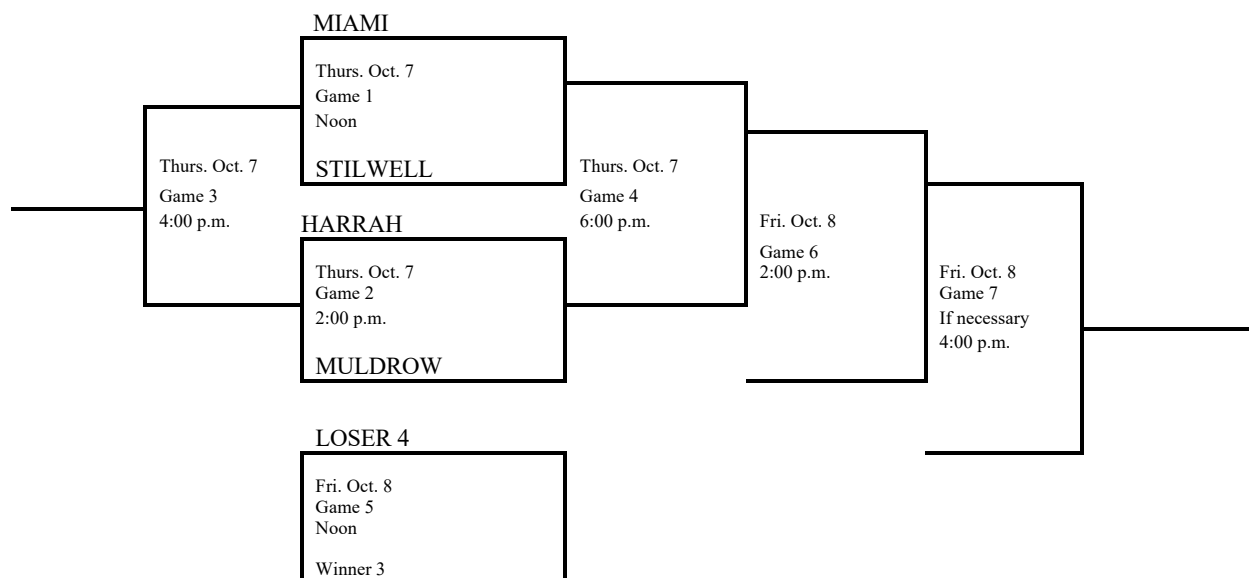 MIAMI
Thurs. Oct. 7
Game 1
Noon
STILWELL
Thurs. Oct. 7
Game 3
4:00 p.m.
HARRAH
Thurs. Oct. 7
Game 2
2:00 p.m.
MULDROW
Thurs. Oct. 7
Game 4
6:00 p.m.
Fri. Oct. 8
Game 6
2:00 p.m.
Fri. Oct. 8
Game 7
If necessary
4:00 p.m.
LOSER 4
Fri. Oct. 8
Game 5
Noon
Winner 3